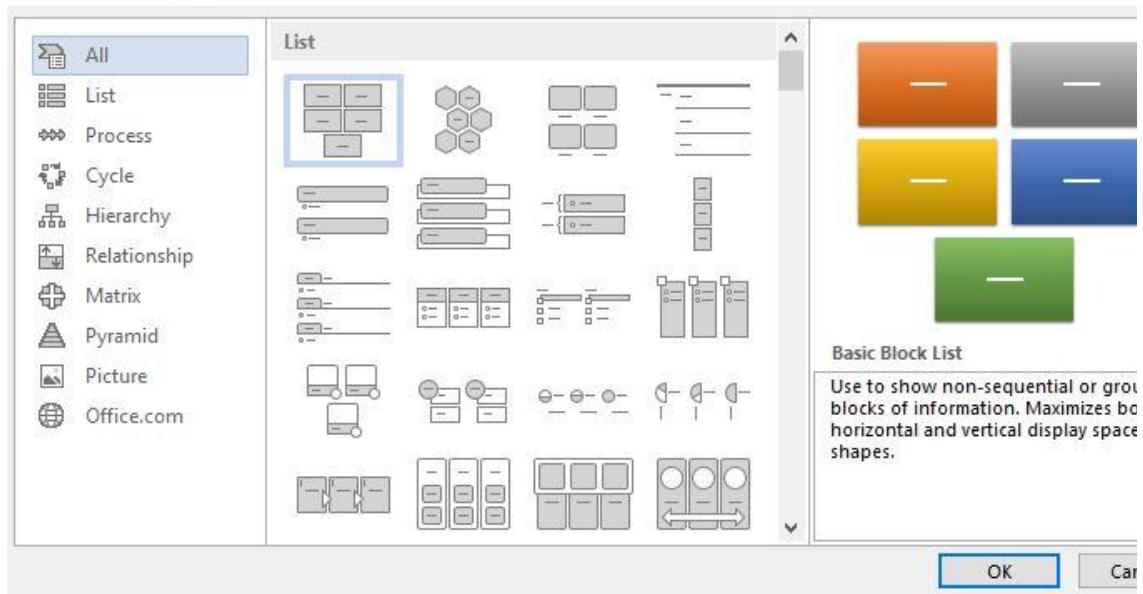 All
List
Process
Cycle
Hierarchy
Relationship
Matrix
Pyramid
Picture
Office.com
List
Basic Block List
Use to show non-sequential or grou
blocks of information. Maximizes bo
horizontal and vertical display space
shapes.
OK
Can